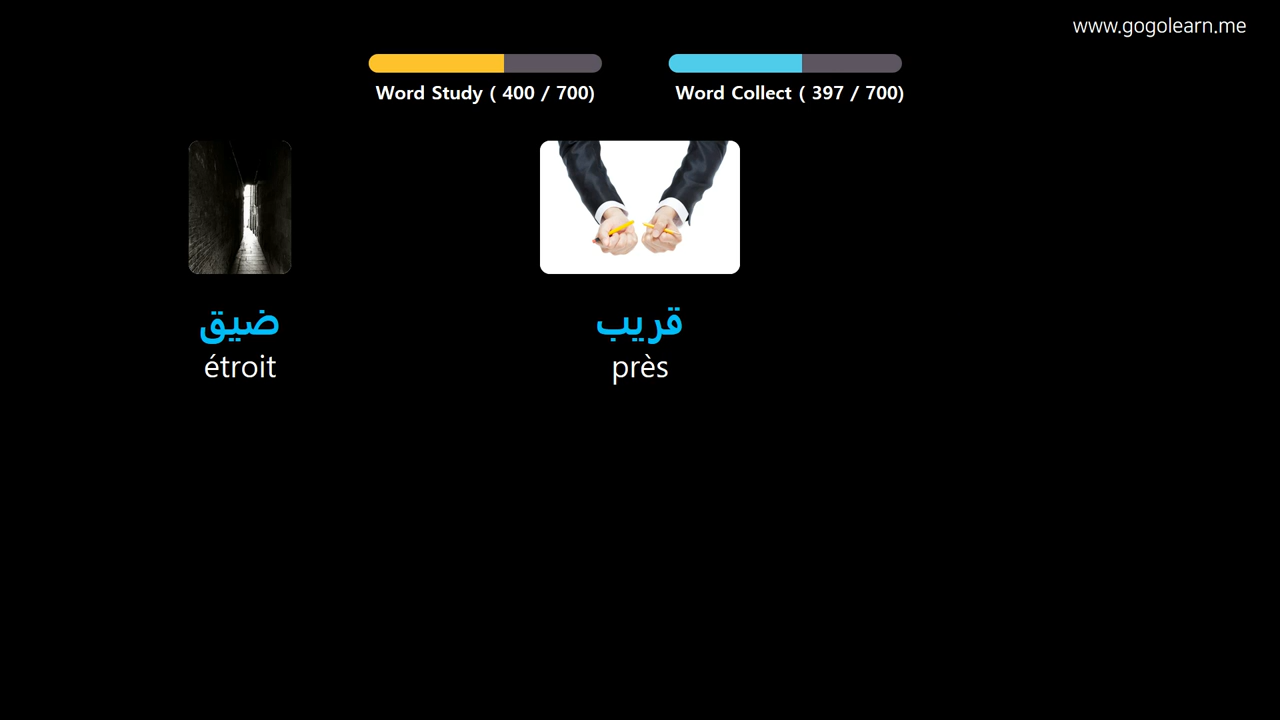 www.gogolearn.me
Word Study ( 400 / 700)
Word Collect ( 397 / 700)
ضيق
étroit
قريب
près